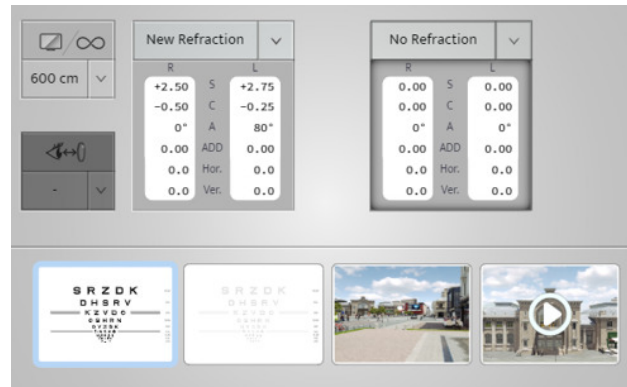 600 cm
-
New Refraction
R L
+2.50 S +2.75
-0.50 C -0.25
0° A 80°
0.00 ADD 0.00
0.0 Hor. 0.0
0.0 Ver. 0.0
No Refraction
R L
0.00 S 0.00
0.00 C 0.00
0° A 0°
0.00 ADD 0.00
0.0 Hor. 0.0
0.0 Ver. 0.0
S R Z D K
D H S R V
K Z V D C
S R Z D K
D H S R V